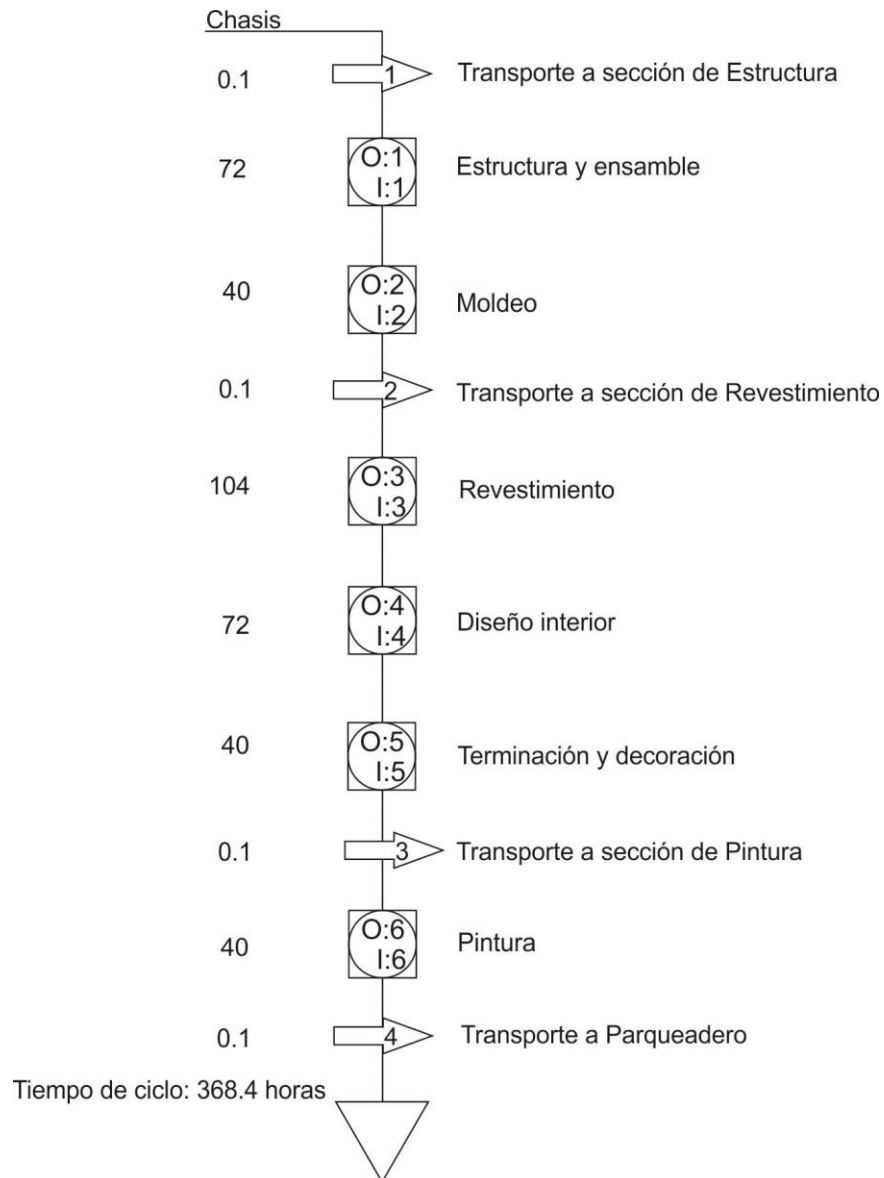 Chasis
0.1 1 Transporte a sección de Estructura
72 O:1 Estructura y ensamble
I:1
40 O:2 Moldeo
I:2
0.1 2 Transporte a sección de Revestimiento
104 O:3 Revestimiento
I:3
72 O:4 Diseño interior
I:4
40 O:5 Terminación y decoración
I:5
0.1 3 Transporte a sección de Pintura
40 O:6 Pintura
I:6
0.1 4 Transporte a Parqueadero
Tiempo de ciclo: 368.4 horas